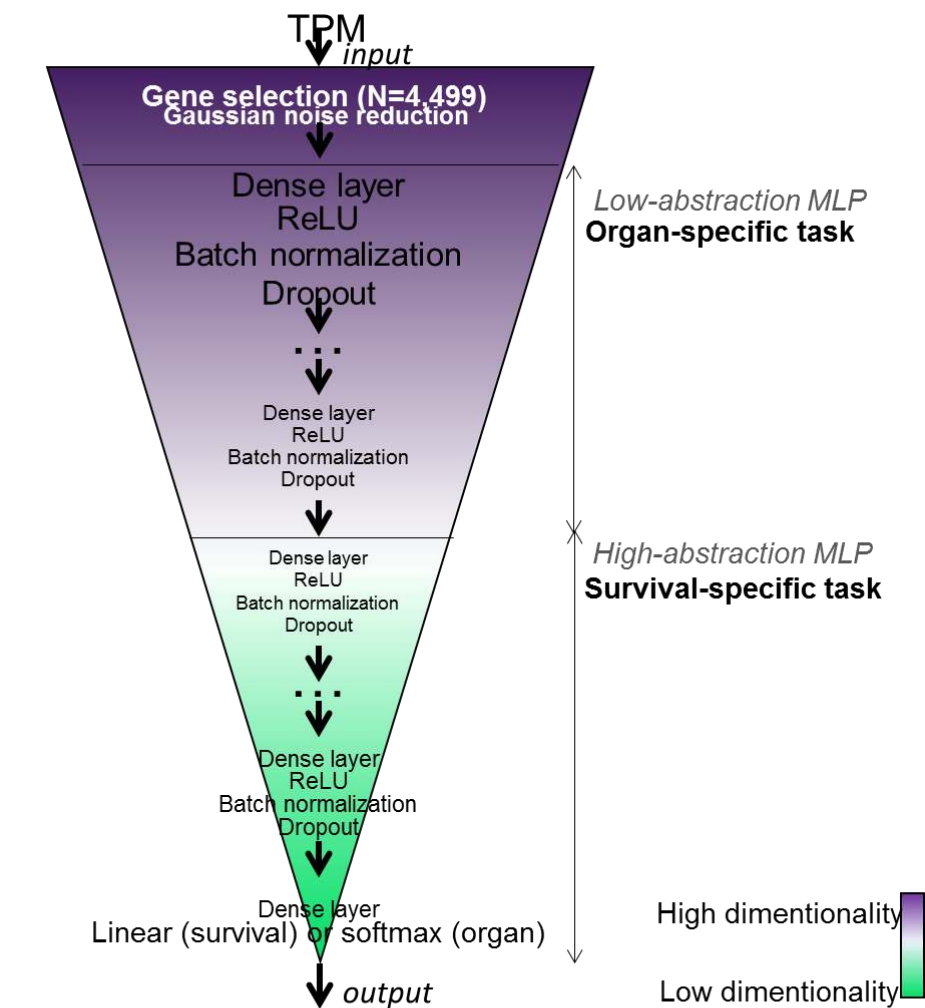 TPM
input
Gene selection (N=4,499)
Gaussian noise reduction
Dense layer
ReLU
Batch normalization
Dropout
...
Dense layer
ReLU
Batch normalization
Dropout
Low-abstraction MLP
Organ-specific task
Dense layer
ReLU
Batch normalization
Dropout
...
Dense layer
ReLU
Batch normalization
Dropout
Dense layer
Linear (survival) or softmax (organ)
High-abstraction MLP
Survival-specific task
output
High dimentionality
Low dimentionality